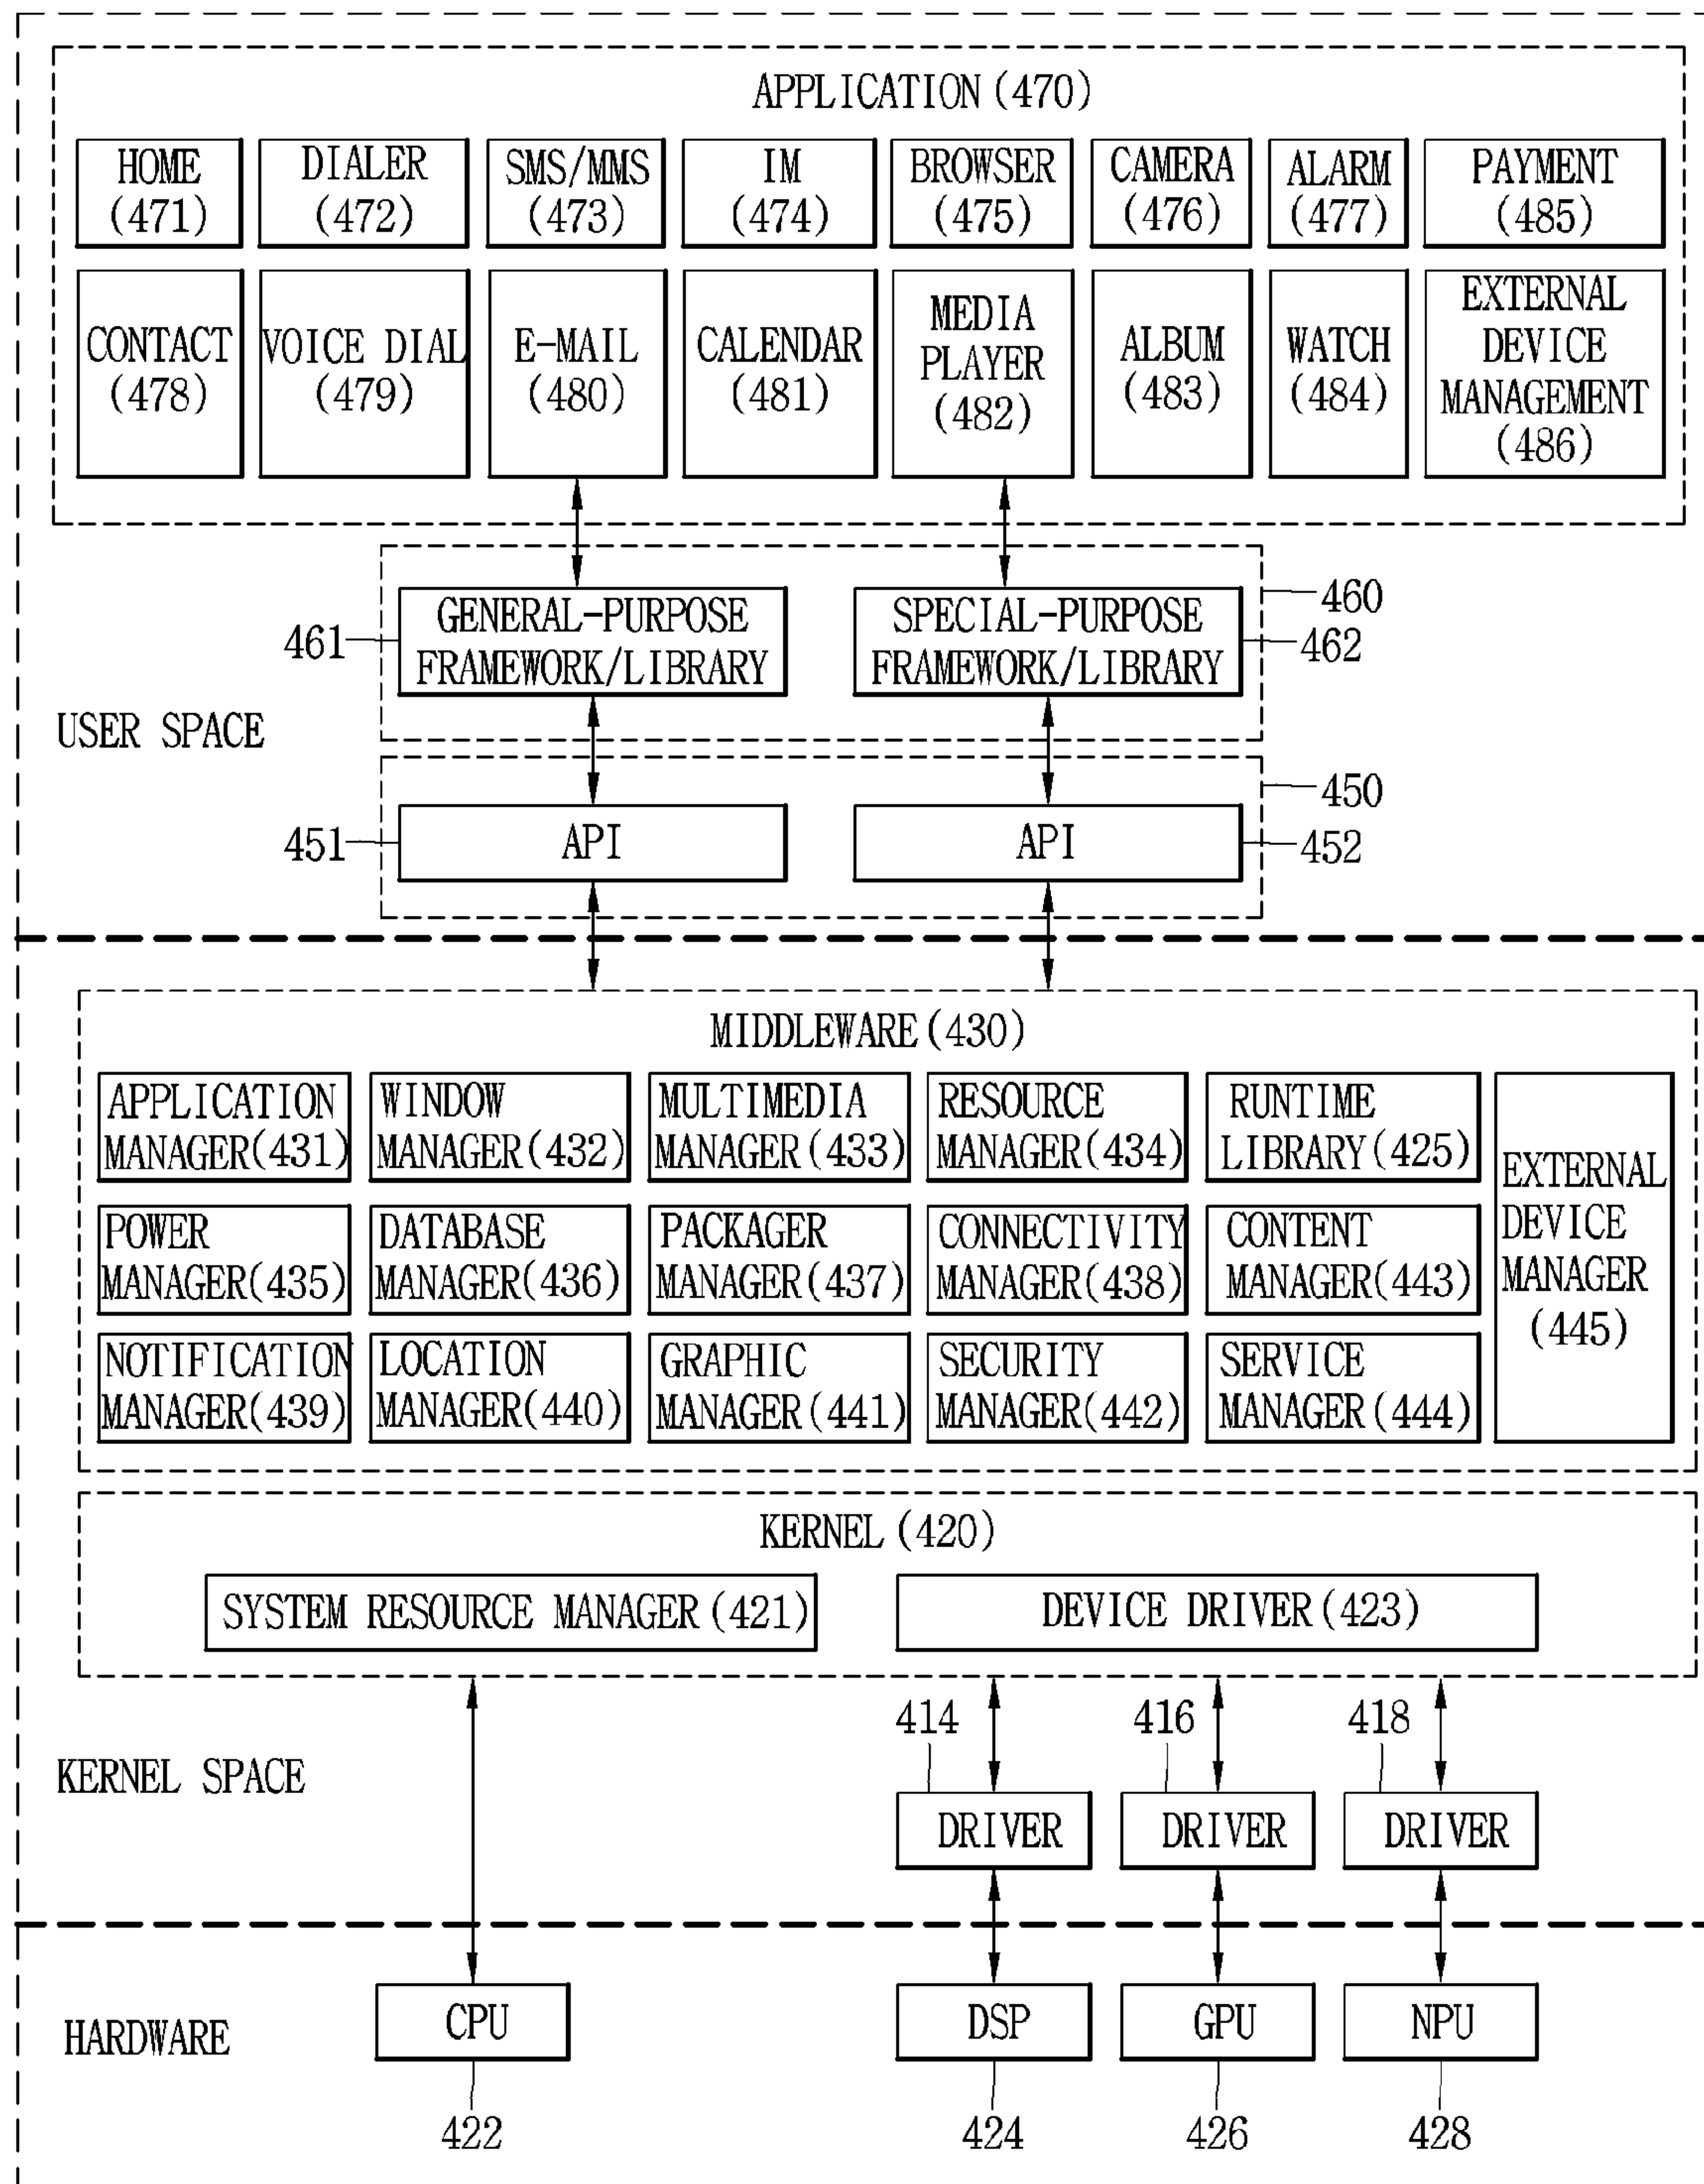 APPLICATION (470)
HOME
(471)
DIALER
(472)
SMS/MMS
(473)
IM
(474)
BROWSER
(475)
CAMERA
(476)
ALARM
(477)
PAYMENT
(485)
CONTACT
(478)
VOICE DIAL
(479)
E-MAIL
(480)
CALENDAR
(481)
MEDIA
PLAYER
(482)
ALBUM
(483)
WATCH
(484)
EXTERNAL
DEVICE
MANAGEMENT
(486)
460
461
GENERAL-PURPOSE
FRAMEWORK/LIBRARY
SPECIAL-PURPOSE
FRAMEWORK/LIBRARY
462
USER SPACE
450
451
API
API
452
MIDDLEWARE (430)
APPLICATION
MANAGER(431)
WINDOW
MANAGER(432)
MULTIMEDIA
MANAGER(433)
RESOURCE
MANAGER(434)
RUNTIME
LIBRARY(425)
EXTERNAL
DEVICE
MANAGER
(445)
POWER
MANAGER(435)
DATABASE
MANAGER(436)
PACKAGER
MANAGER(437)
CONNECTIVITY
MANAGER(438)
CONTENT
MANAGER(443)
NOTIFICATION
MANAGER(439)
LOCATION
MANAGER(440)
GRAPHIC
MANAGER(441)
SECURITY
MANAGER(442)
SERVICE
MANAGER(444)
KERNEL (420)
SYSTEM RESOURCE MANAGER (421)
DEVICE DRIVER (423)
414
416
418
KERNEL SPACE
DRIVER
DRIVER
DRIVER
HARDWARE
CPU
DSP
GPU
NPU
422
424
426
428